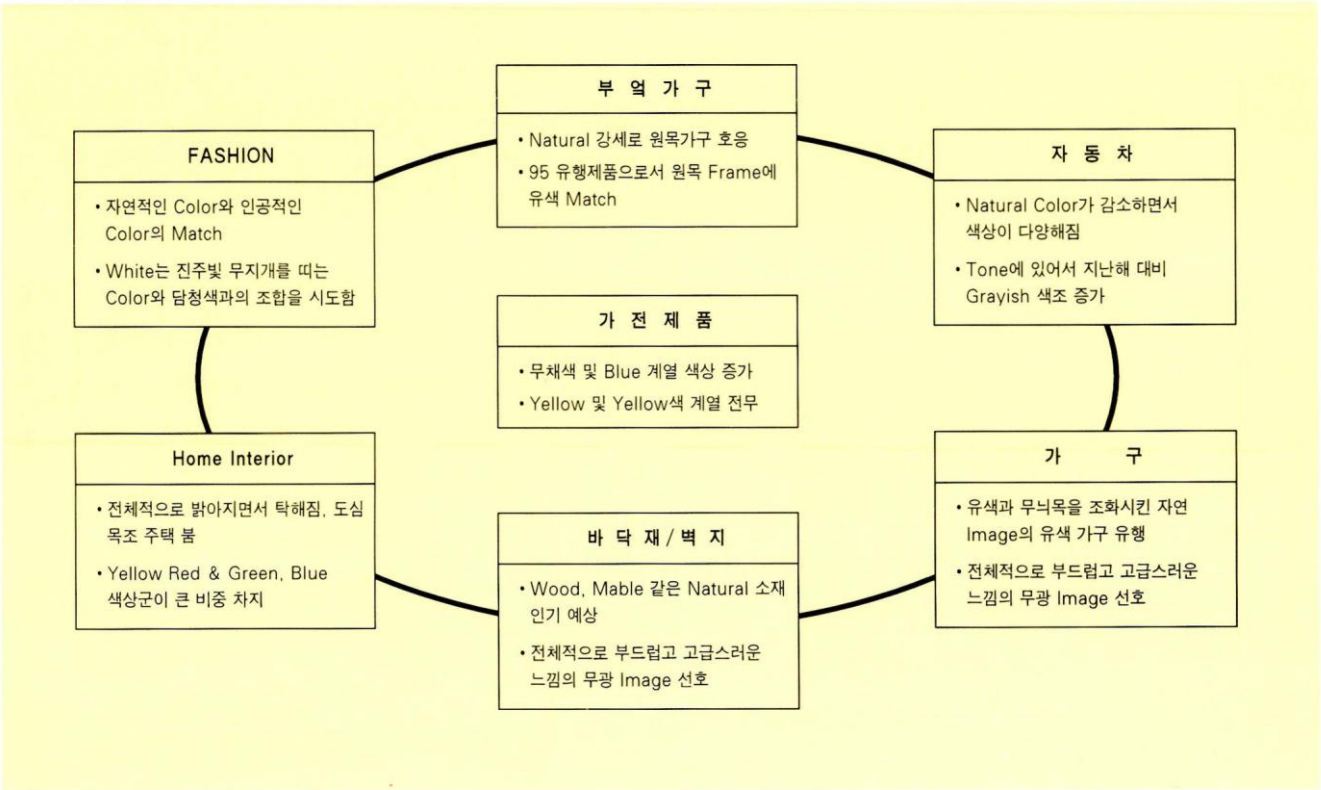 부 엌 가 구
• Natural 강세로 원목가구 호응
• 95 유행제품으로서 원목 Frame에
유색 Match
FASHION
• 자연적인 Color와 인공적인
Color의 Match
• White는 진주빛 무지개를 띠는
Color와 담청색과의 조합을 시도함
자 동 차
• Natural Color가 감소하면서
색상이 다양해짐
• Tone에 있어서 지난해 대비
Grayish 색조 증가
가 전 제 품
• 무채색 및 Blue 계열 색상 증가
• Yellow 및 Yellow색 계열 전무
Home Interior
• 전체적으로 밝아지면서 탁해짐, 도심
목조 주택 붐
• Yellow Red & Green, Blue
색상군이 큰 비중 차지
바 닥 재 / 벽 지
• Wood, Mable 같은 Natural 소재
인기 예상
• 전체적으로 부드럽고 고급스러운
느낌의 무광 Image 선호
가 구
• 유색과 무늬목을 조화시킨 자연
Image의 유색 가구 유행
• 전체적으로 부드럽고 고급스러운
느낌의 무광 Image 선호